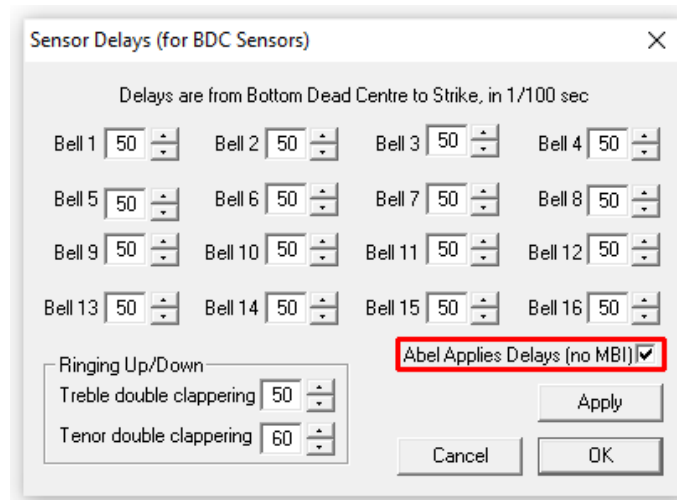 Sensor Delays (for BDC Sensors)
Delays are from Bottom Dead Centre to Strike, in 1/100 sec
Bell 1 50 Bell 2 50 Bell 3 50 Bell 4 50
Bell 5 50 Bell 6 50 Bell 7 50 Bell 8 50
Bell 9 50 Bell 10 50 Bell 11 50 Bell 12 50
Bell 13 50 Bell 14 50 Bell 15 50 Bell 16 50
Abel Applies Delays (no MBI)
Ringing Up/Down
Treble double clappering 50
Tenor double clappering 60
Apply
Cancel OK